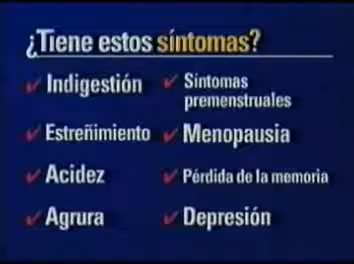 ¿Tiene estos síntomas?
Indigestión
Estreñimiento
Acidez
Agrura
Síntomas
premenstruales
Menopausia
Pérdida de la memoria
Depresión